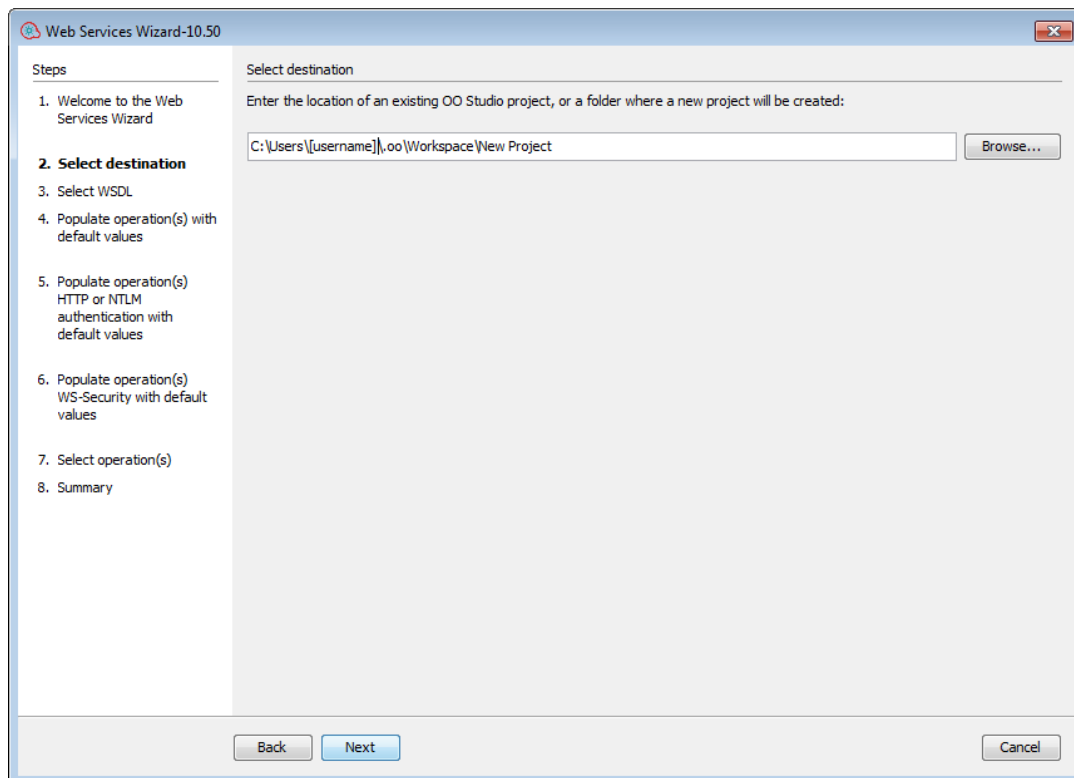 Web Services Wizard-10.50
Steps
1. Welcome to the Web
Services Wizard
2. Select destination
3. Select WSDL
4. Populate operation(s) with
default values
5. Populate operation(s)
HTTP or NTLM
authentication with
default values
6. Populate operation(s)
WS-Security with default
values
7. Select operation(s)
8. Summary
Select destination
Enter the location of an existing OO Studio project, or a folder where a new project will be created:
C:\Users\[username]\.oo\Workspace\New Project
Browse...
Back
Next
Cancel